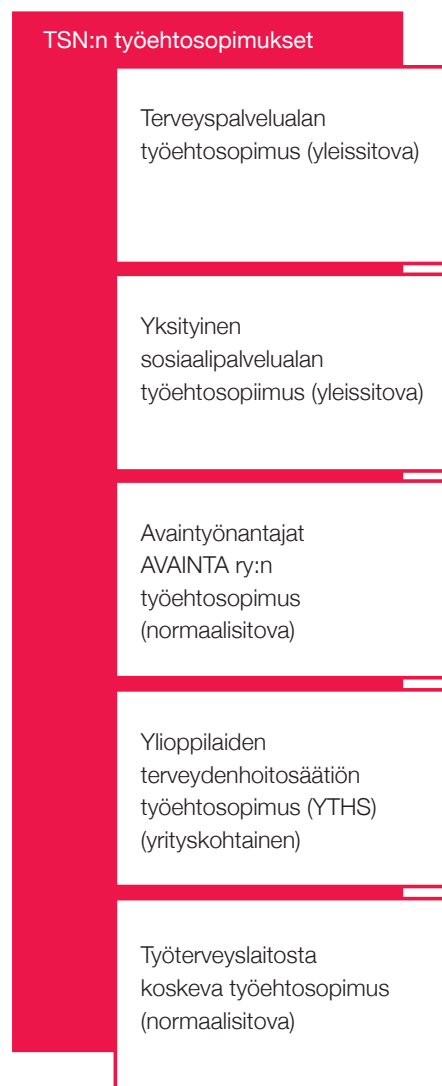 TSN:n työehtosopimukset
Terveyspalvelualan
työehtosopimus (yleissitova)
Yksityinen
sosiaalipalvelualan
työehtosopiimus (yleissitova)
Avaintyönantajat
AVAINTA ry:n
työehtosopimus
(normaalisitova)
Ylioppilaiden
terveydenhoitosäätiön
työehtosopimus (YTHS)
(yrityskohtainen)
Työterveyslaitosta
koskeva työehtosopimus
(normaalisitova)